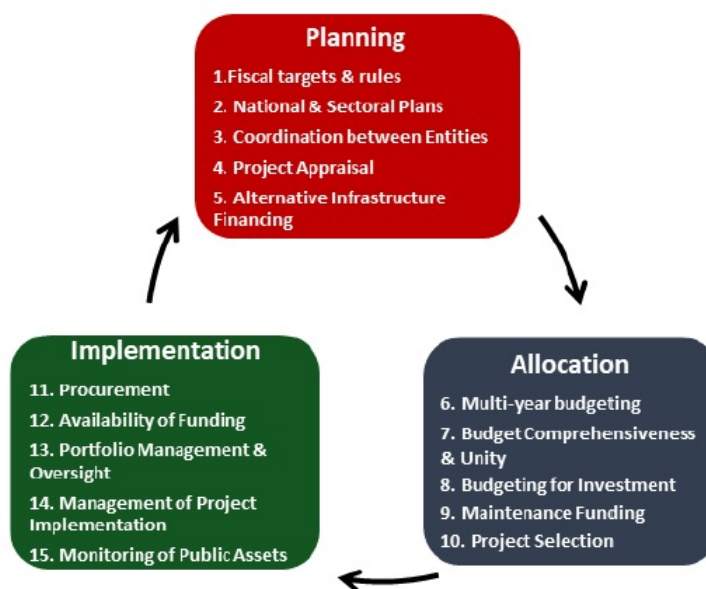 Planning
1.Fiscal targets & rules
2. National & Sectoral Plans
3. Coordination between Entities
4. Project Appraisal
5. Alternative Infrastructure
Financing
Implementation
11. Procurement
12. Availability of Funding
13. Portfolio Management &
Oversight
14. Management of Project
Implementation
15. Monitoring of Public Assets
Allocation
6. Multi-year budgeting
7. Budget Comprehensiveness
& Unity
8. Budgeting for Investment
9. Maintenance Funding
10. Project Selection